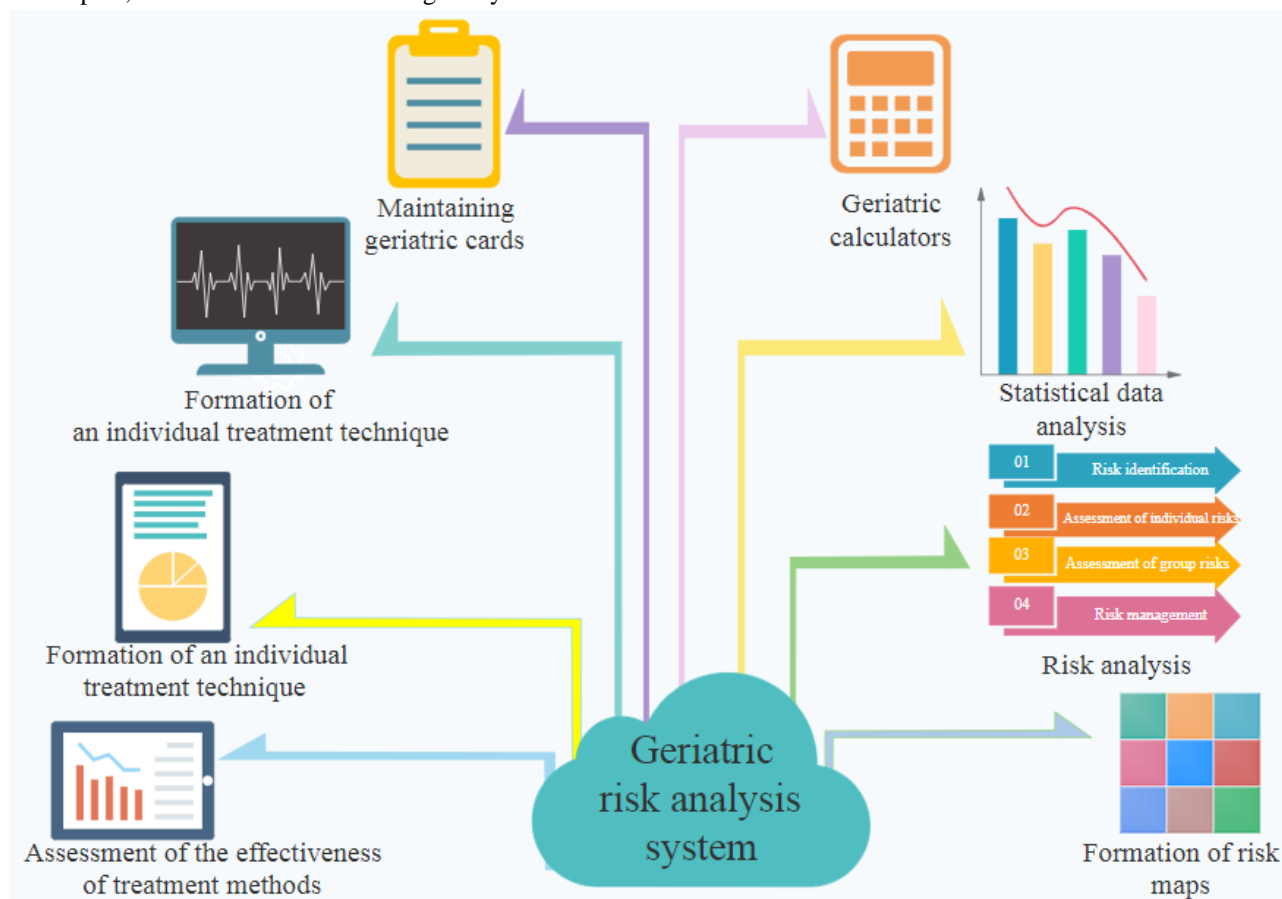 Maintaining
geriatric cards
Geriatric
calculators
Formation of
an individual treatment technique
Statistical data
analysis
01
Risk identification
02
Assessment of individual risks
03
Assessment of group risks
04
Risk management
Risk analysis
Formation of an individual
treatment technique
Geriatric
risk analysis
system
Assessment of the effectiveness
of treatment methods
Formation of risk
maps